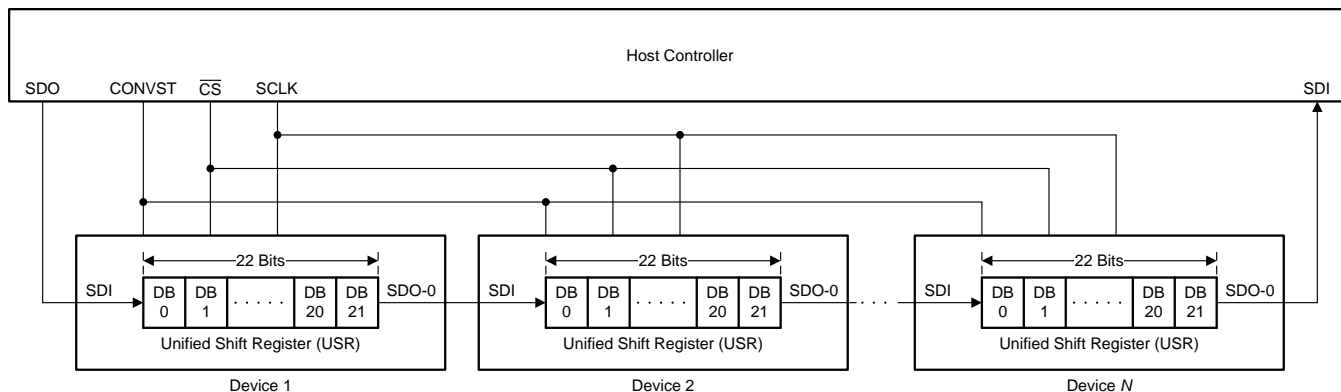 Host Controller
SDO CONVST CS SCLK SDI
22 Bits 22 Bits 22 Bits
SDI DB 0 DB 1 . . . . . DB 20 DB 21 SDO-0 SDI DB 0 DB 1 . . . . . DB 20 DB 21 SDO-0 . . . . SDI DB 0 DB 1 . . . . . DB 20 DB 21 SDO-0
Unified Shift Register (USR) Unified Shift Register (USR) Unified Shift Register (USR)
Device 1 Device 2 Device N